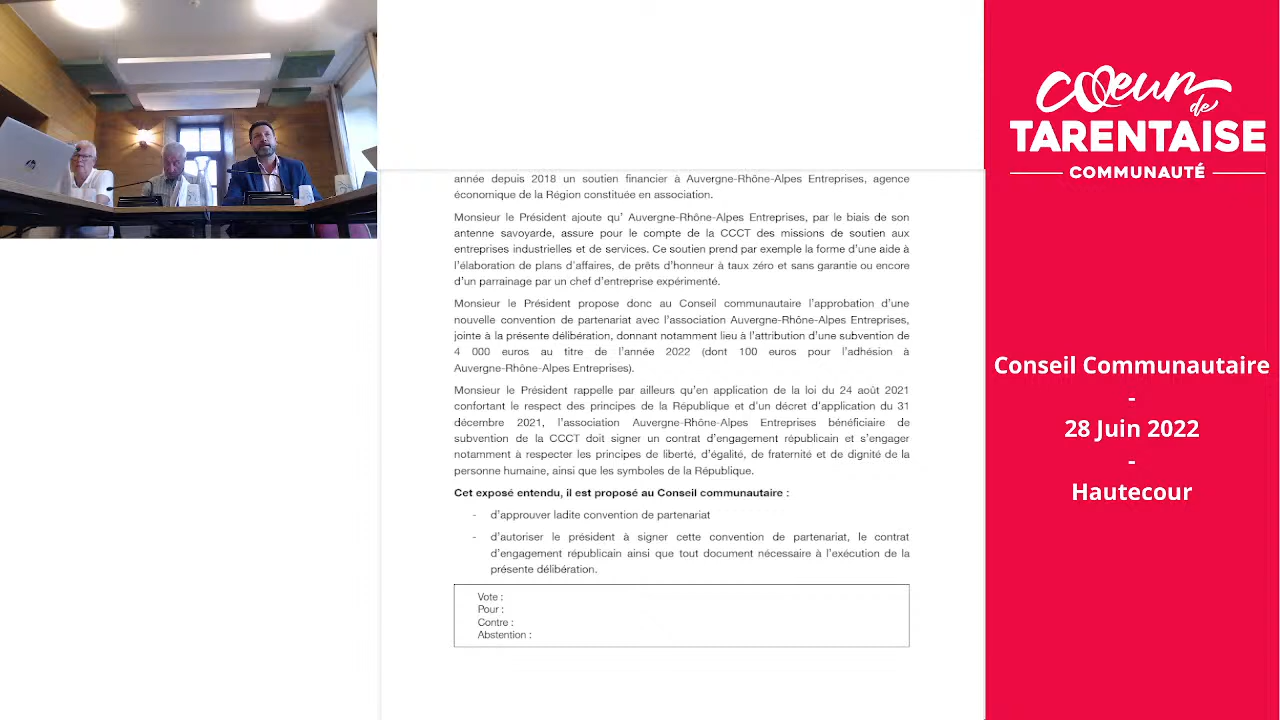 année depuis 2018 un soutien financier à Auvergne-Rhône-Alpes Entreprises, agence
économique de la Région constituée en association.
Monsieur le Président ajoute qu' Auvergne-Rhône-Alpes Entreprises, par le biais de son
antenne savoyarde, assure pour le compte de la CCCT des missions de soutien aux
entreprises industrielles et de services. Ce soutien prend par exemple la forme d'une aide à
l'élaboration de plans d'affaires, de prêts d'honneur à taux zéro et sans garantie ou encore
d'un parrainage par un chef d'entreprise expérimenté.
Monsieur le Président propose donc au Conseil communautaire l'approbation d'une
nouvelle convention de partenariat avec l'association Auvergne-Rhône-Alpes Entreprises,
jointe à la présente délibération, donnant notamment lieu à l'attribution d'une subvention de
4 000 euros au titre de l'année 2022 (dont 100 euros pour l'adhésion à
Auvergne-Rhône-Alpes Entreprises).
Monsieur le Président rappelle par ailleurs qu'en application de la loi du 24 août 2021
confortant le respect des principes de la République et d'un décret d'application du 31
décembre 2021, l'association Auvergne-Rhône-Alpes Entreprises bénéficiaire de
subvention de la CCCT doit signer un contrat d'engagement républicain et s'engager
notamment à respecter les principes de liberté, d'égalité, de fraternité et de dignité de la
personne humaine, ainsi que les symboles de la République.
Cet exposé entendu, il est proposé au Conseil communautaire :
- d'approuver ladite convention de partenariat
- d'autoriser le président à signer cette convention de partenariat, le contrat
d'engagement républicain ainsi que tout document nécessaire à l'exécution de la
présente délibération.
Vote :
Pour :
Contre :
Abstention :
Cœur
de
TARENTAISE
COMMUNAUTÉ
Conseil Communautaire
-
28 Juin 2022
-
Hautecour